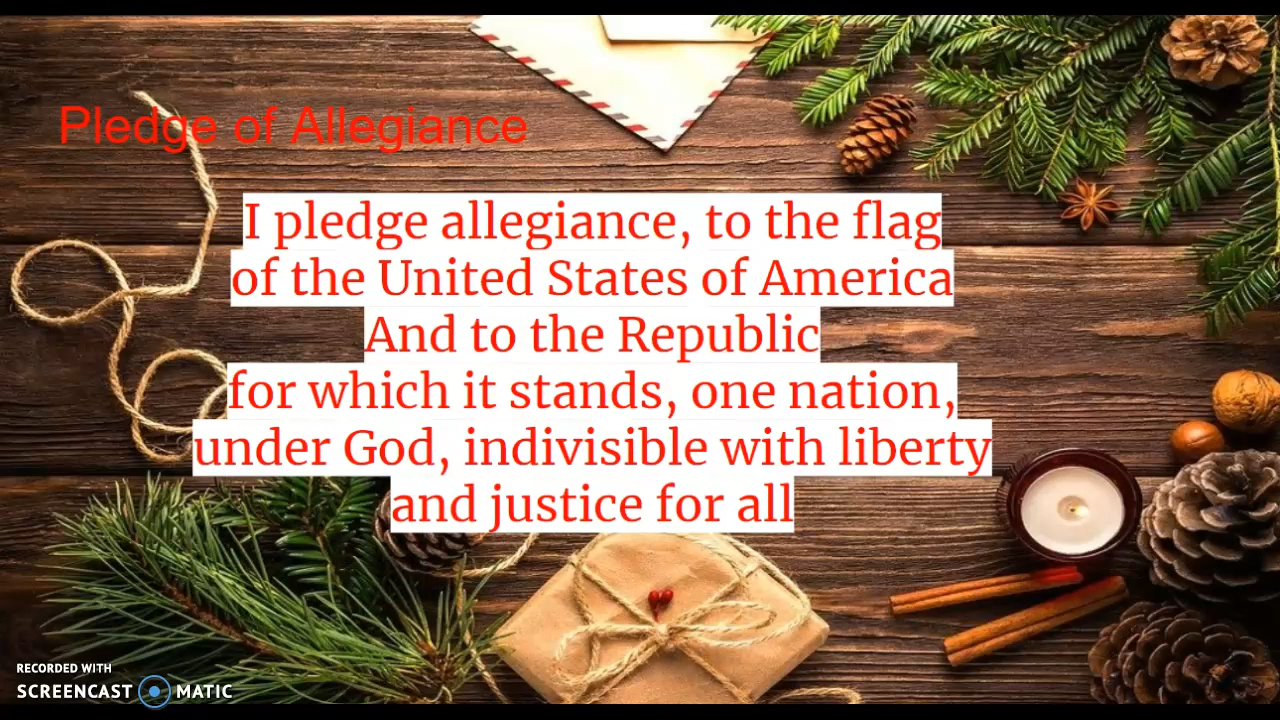 Pledge of Allegiance
I pledge allegiance, to the flag
of the United States of America
And to the Republic
for which it stands, one nation,
under God, indivisible with liberty
and justice for all
RECORDED WITH
SCREENCAST MATIC